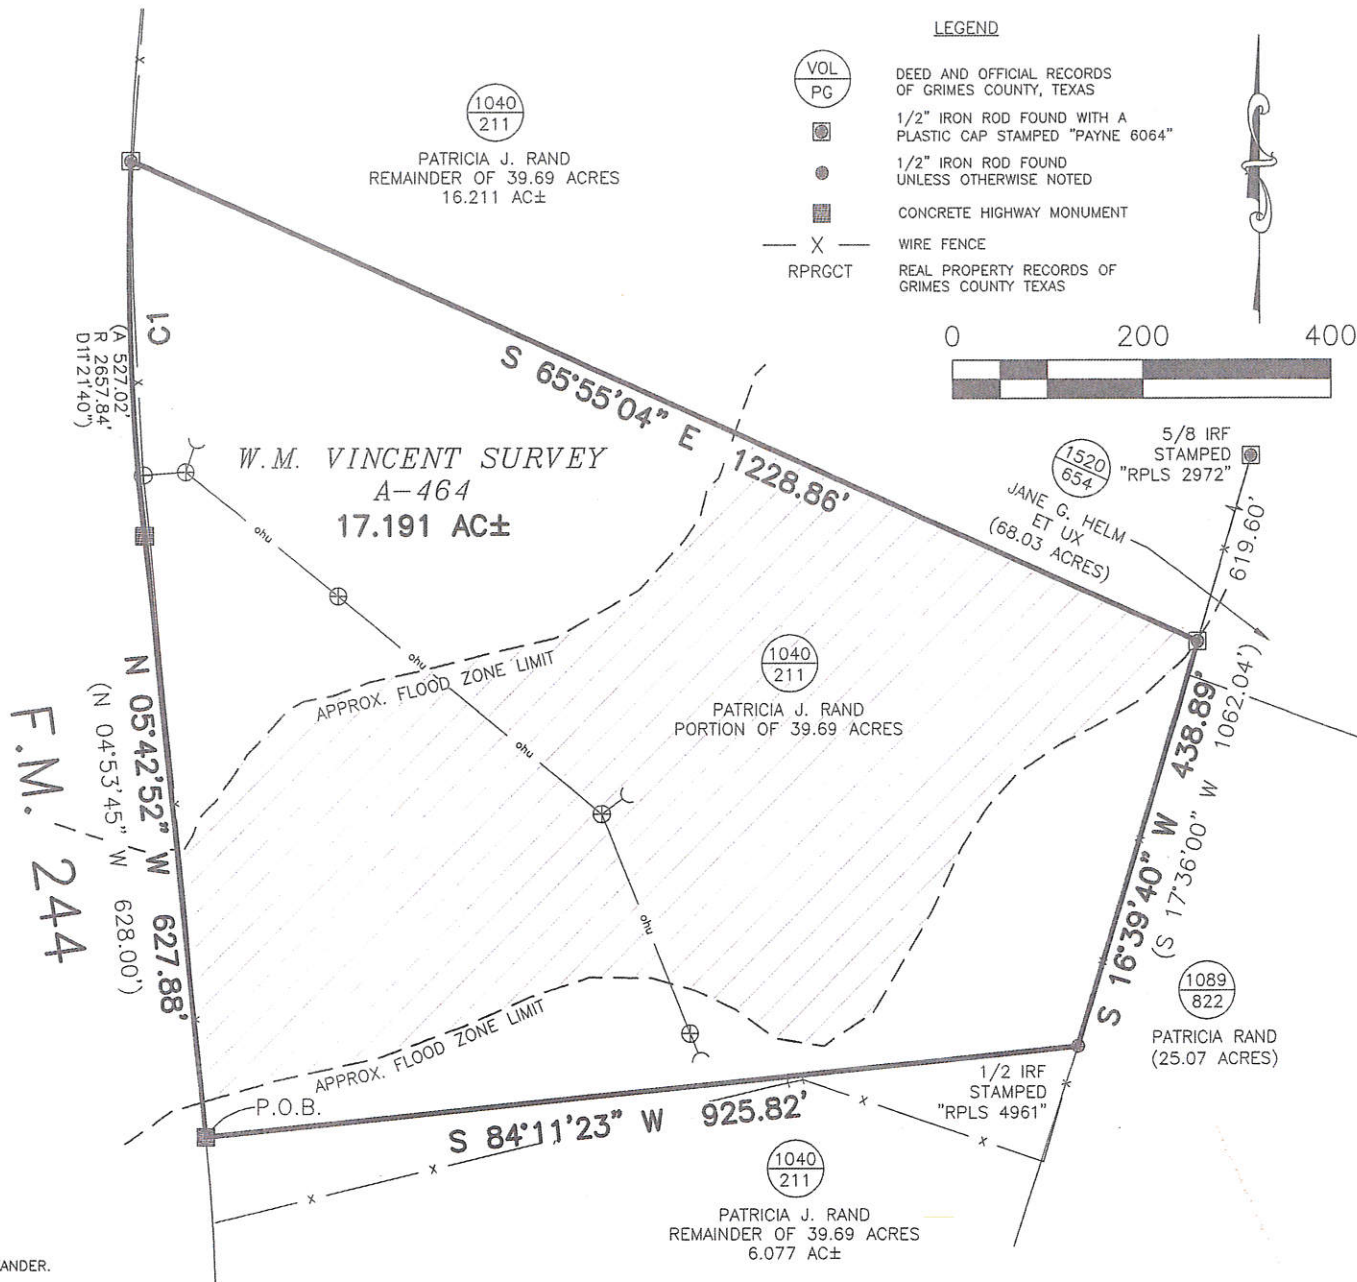 LEGEND
VOL
PG
DEED AND OFFICIAL RECORDS
OF GRIMES COUNTY, TEXAS
1/2" IRON ROD FOUND WITH A
PLASTIC CAP STAMPED "PAYNE 6064"
1/2" IRON ROD FOUND
UNLESS OTHERWISE NOTED
CONCRETE HIGHWAY MONUMENT
X
WIRE FENCE
RPRGCT
REAL PROPERTY RECORDS OF
GRIMES COUNTY TEXAS
0 200 400
1040
211
PATRICIA J. RAND
REMAINDER OF 39.69 ACRES
16.211 AC±
C1
(A 527.02'
R 2657.84'
D11°21'40")
S 65°55'04" E 1228.86'
W.M. VINCENT SURVEY
A-464
17.191 AC±
5/8 IRF
STAMPED
"RPLS 2972"
1520
654
JANE G. HELM
ET UX
(68.03 ACRES)
619.60'
ohu
ohu
ohu
ohu
APPROX. FLOOD ZONE LIMIT
1040
211
PATRICIA J. RAND
PORTION OF 39.69 ACRES
N 05°42'52" W 627.88'
(N 04°53'45" W 628.00')
F.M. 244
S 16°39'40" W 438.89'
(S 17°36'00" W 1062.04')
1089
822
PATRICIA RAND
(25.07 ACRES)
APPROX. FLOOD ZONE LIMIT
P.O.B.
1/2 IRF
STAMPED
"RPLS 4961"
S 84°11'23" W 925.82'
x
x
x
x
1040
211
PATRICIA J. RAND
REMAINDER OF 39.69 ACRES
6.077 AC±
ANDER.